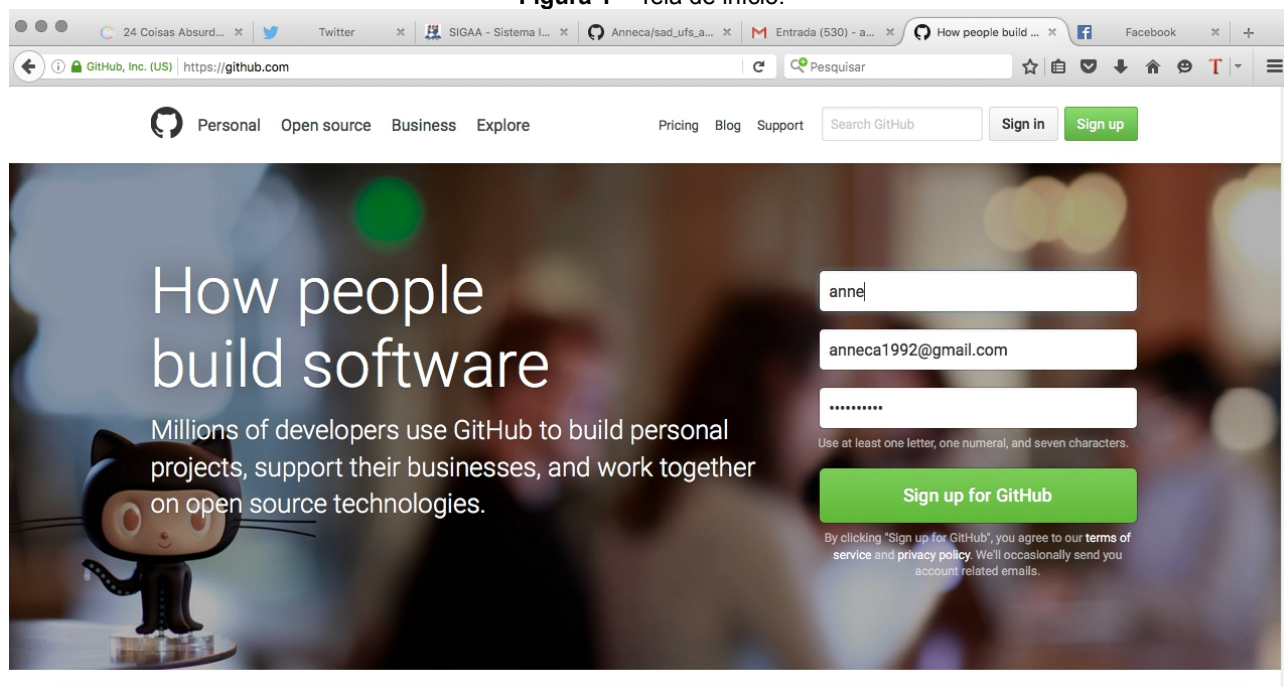 Figura 1 – Tela de início.
24 Coisas Absurd... Twitter SIGAA - Sistema I... Anneca/sad_ufs_a... Entrada (530) - a... How people build ... Facebook
GitHub, Inc. (US) https://github.com Pesquisar
Personal Open source Business Explore Pricing Blog Support Search GitHub Sign in Sign up
How people
build software
Millions of developers use GitHub to build personal
projects, support their businesses, and work together
on open source technologies.
anne
anneca1992@gmail.com
••••••••••
Use at least one letter, one numeral, and seven characters.
Sign up for GitHub
By clicking "Sign up for GitHub", you agree to our terms of
service and privacy policy. We'll occasionally send you
account related emails.